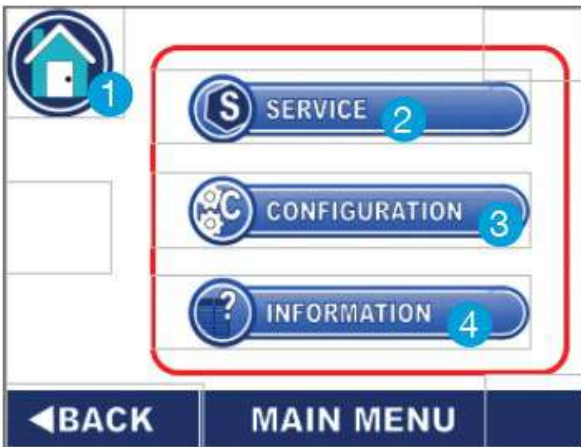 1
S SERVICE 2
C CONFIGURATION 3
? INFORMATION 4
◀BACK MAIN MENU